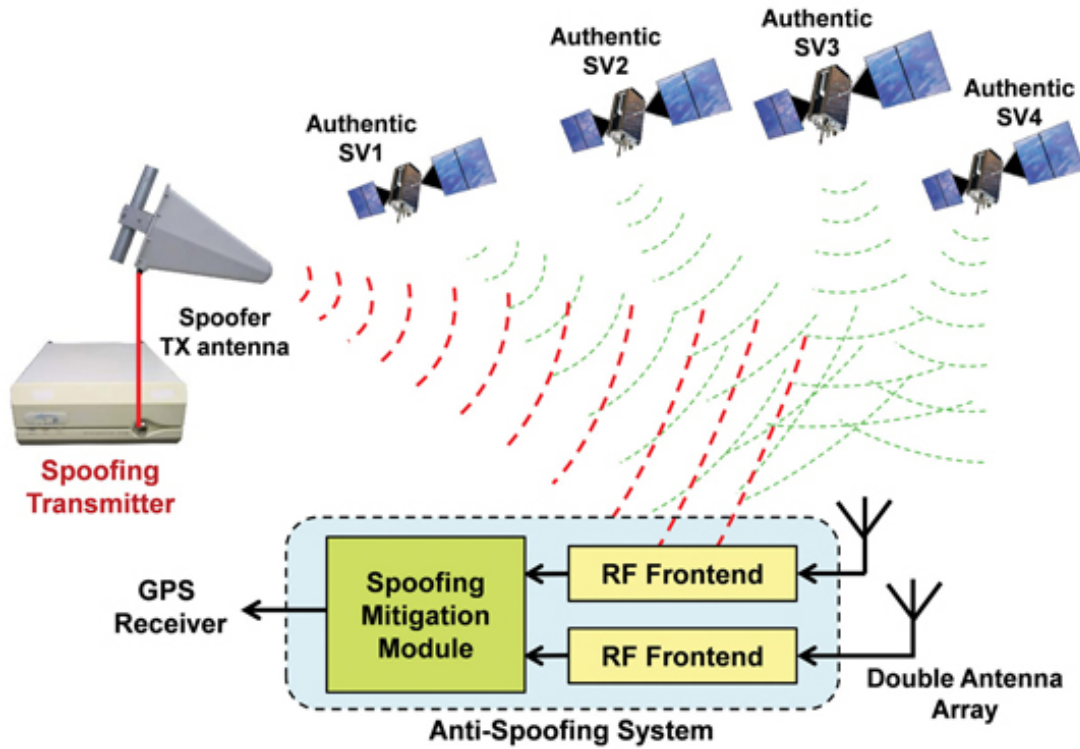 Authentic
SV1
Authentic
SV2
Authentic
SV3
Authentic
SV4
Spoofer
TX antenna
Spoofing
Transmitter
GPS
Receiver
Spoofing
Mitigation
Module
RF Frontend
RF Frontend
Double Antenna
Array
Anti-Spoofing System